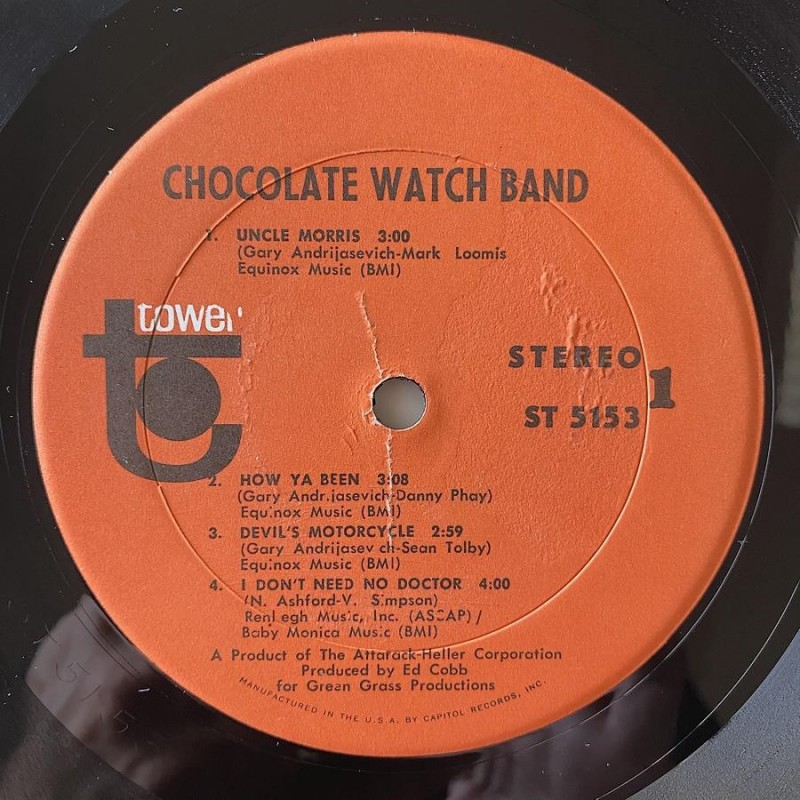 CHOCOLATE WATCH BAND
1. UNCLE MORRIS 3:00
(Gary Andrijasevich-Mark Loomis
Equinox Music (BMI)
tower
STEREO
1
ST 5153
2. HOW YA BEEN 3:08
(Gary Andrijasevich-Danny Phay)
Equinox Music (BMI)
3. DEVIL'S MOTORCYCLE 2:59
(Gary Andrijasevich-Sean Tolby)
Equinox Music (BMI)
4. I DON'T NEED NO DOCTOR 4:00
(N. Ashford-V. Simpson)
Renleigh Music, Inc. (ASCAP)/
Baby Monica Music (BMI)
A Product of The Attarack-Heller Corporation
Produced by Ed Cobb
for Green Grass Productions
MANUFACTURED IN THE U.S.A. BY CAPITOL RECORDS, INC.